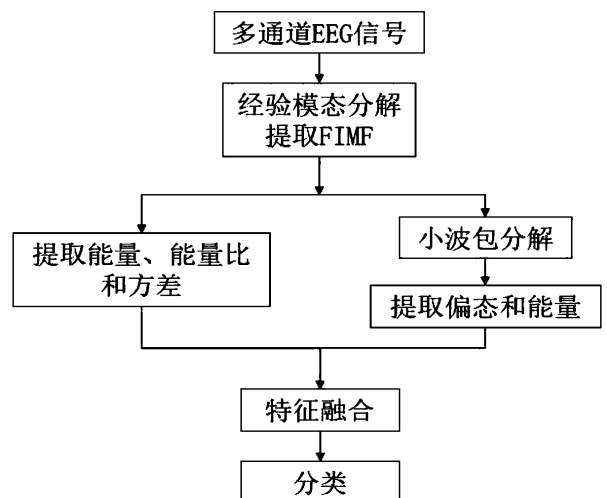 多通道EEG信号
经验模态分解
提取FIMF
提取能量、能量比
和方差
小波包分解
提取偏态和能量
特征融合
分类